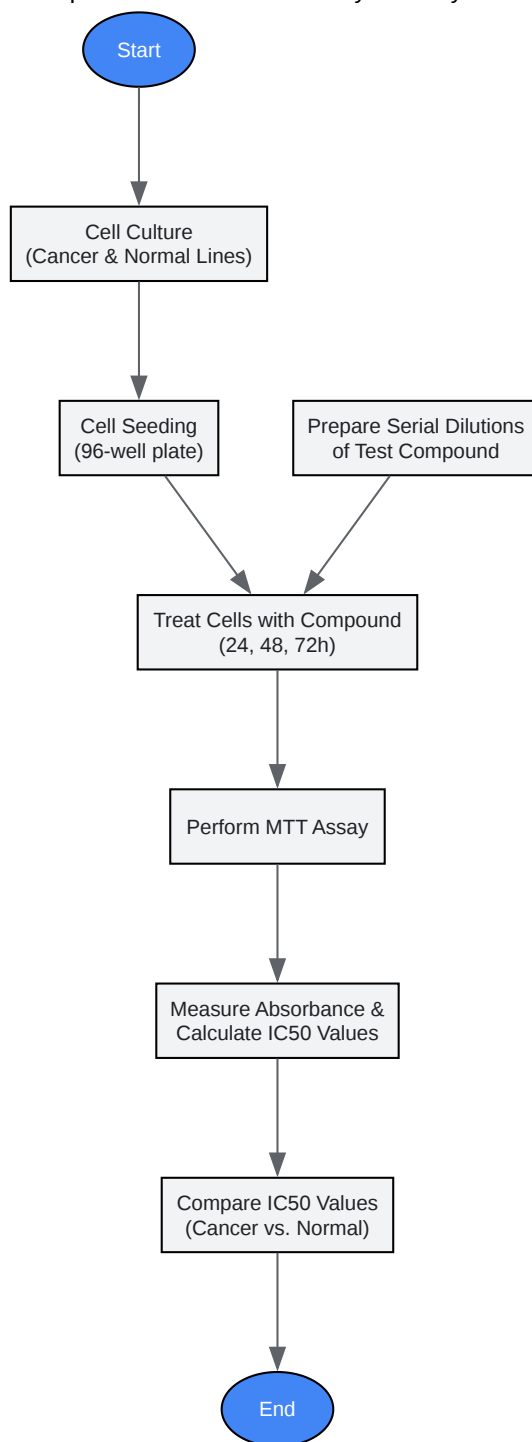 Start
Cell Culture
(Cancer & Normal Lines)
Cell Seeding
(96-well plate)
Prepare Serial Dilutions
of Test Compound
Treat Cells with Compound
(24, 48, 72h)
Perform MTT Assay
Measure Absorbance &
Calculate IC50 Values
Compare IC50 Values
(Cancer vs. Normal)
End